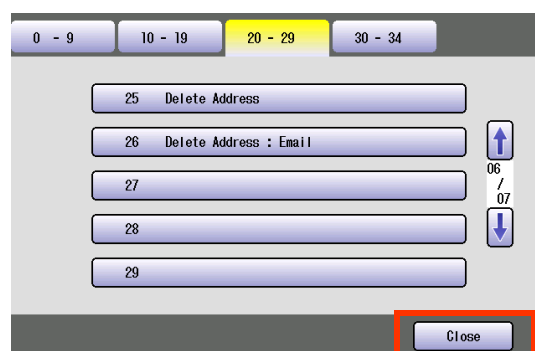 0 - 9 10 - 19 20 - 29 30 - 34
25 Delete Address
26 Delete Address : Email
06
/
07
27
28
29
Close